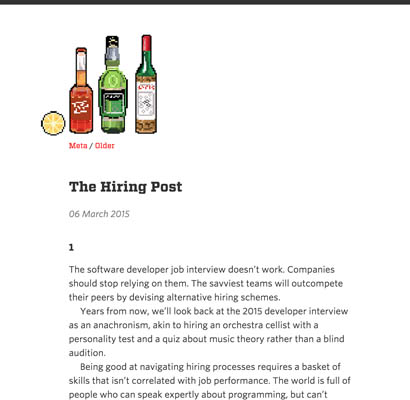 Meta / Older
The Hiring Post
06 March 2015
1
The software developer job interview doesn't work. Companies
should stop relying on them. The savviest teams will outcompete
their peers by devising alternative hiring schemes.
Years from now, we'll look back at the 2015 developer interview
as an anachronism, akin to hiring an orchestra cellist with a
personality test and a quiz about music theory rather than a blind
audition.
Being good at navigating hiring processes requires a basket of
skills that isn't correlated with job performance. The world is full of
people who can speak expertly about programming, but can't